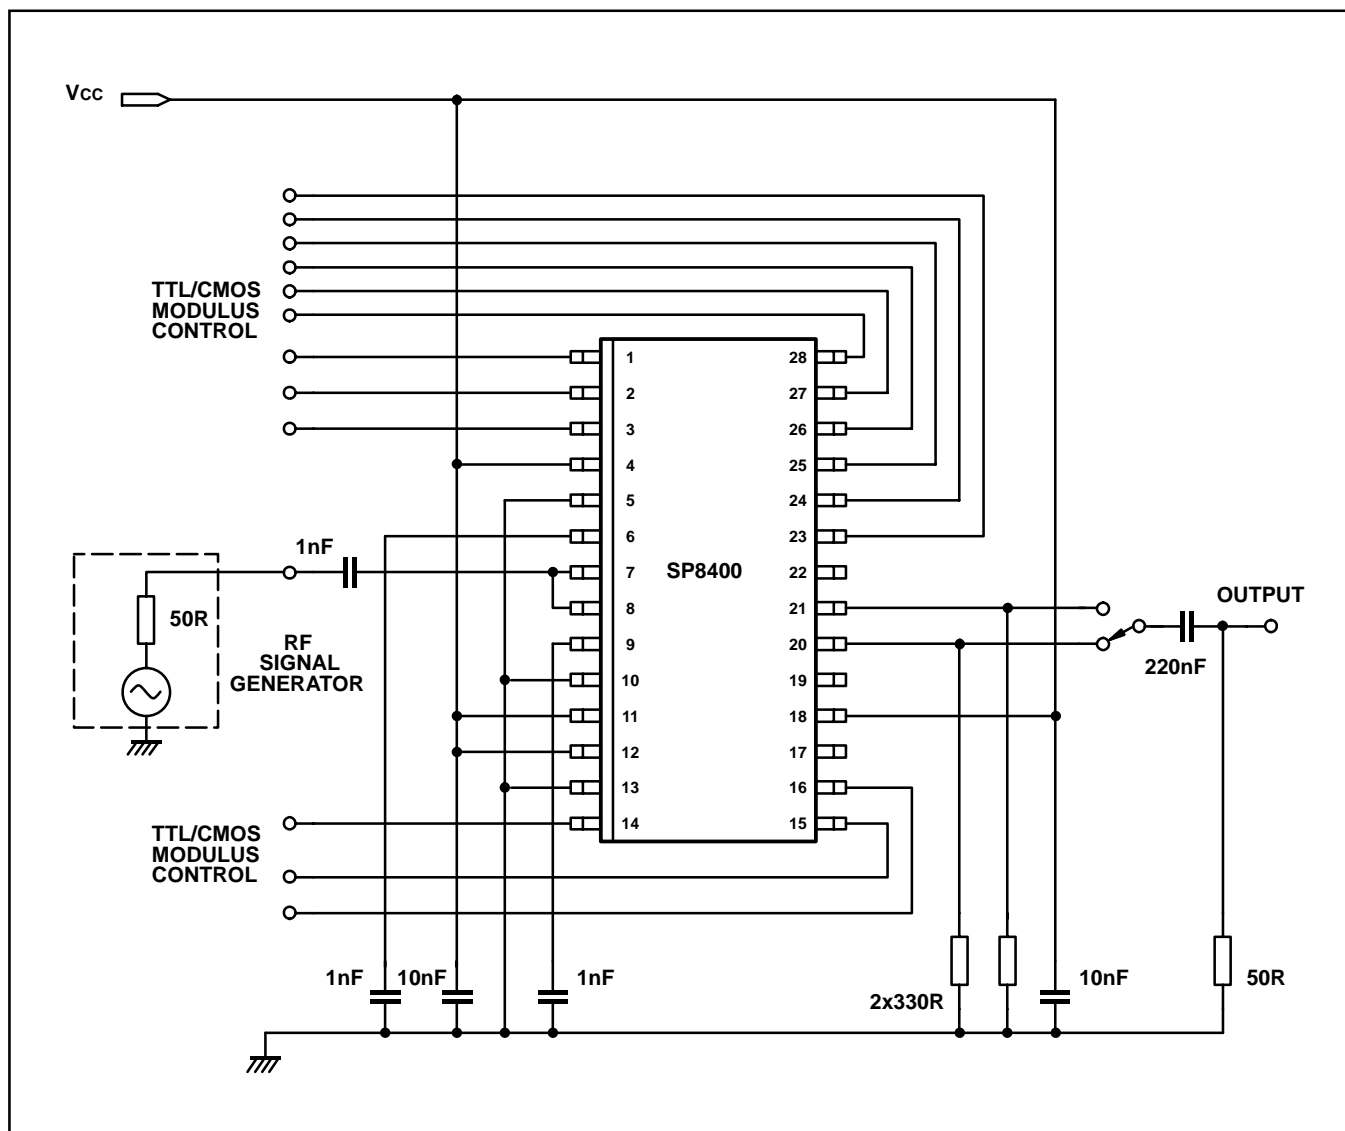 Vcc
TTL/CMOS
MODULUS
CONTROL
1
28
2
27
3
26
4
25
5
24
6
23
1nF
7
SP8400
22
8
21
50R
OUTPUT
RF
SIGNAL
GENERATOR
9
20
220nF
10
19
11
18
12
17
13
16
14
15
TTL/CMOS
MODULUS
CONTROL
1nF
10nF
1nF
2x330R
10nF
50R